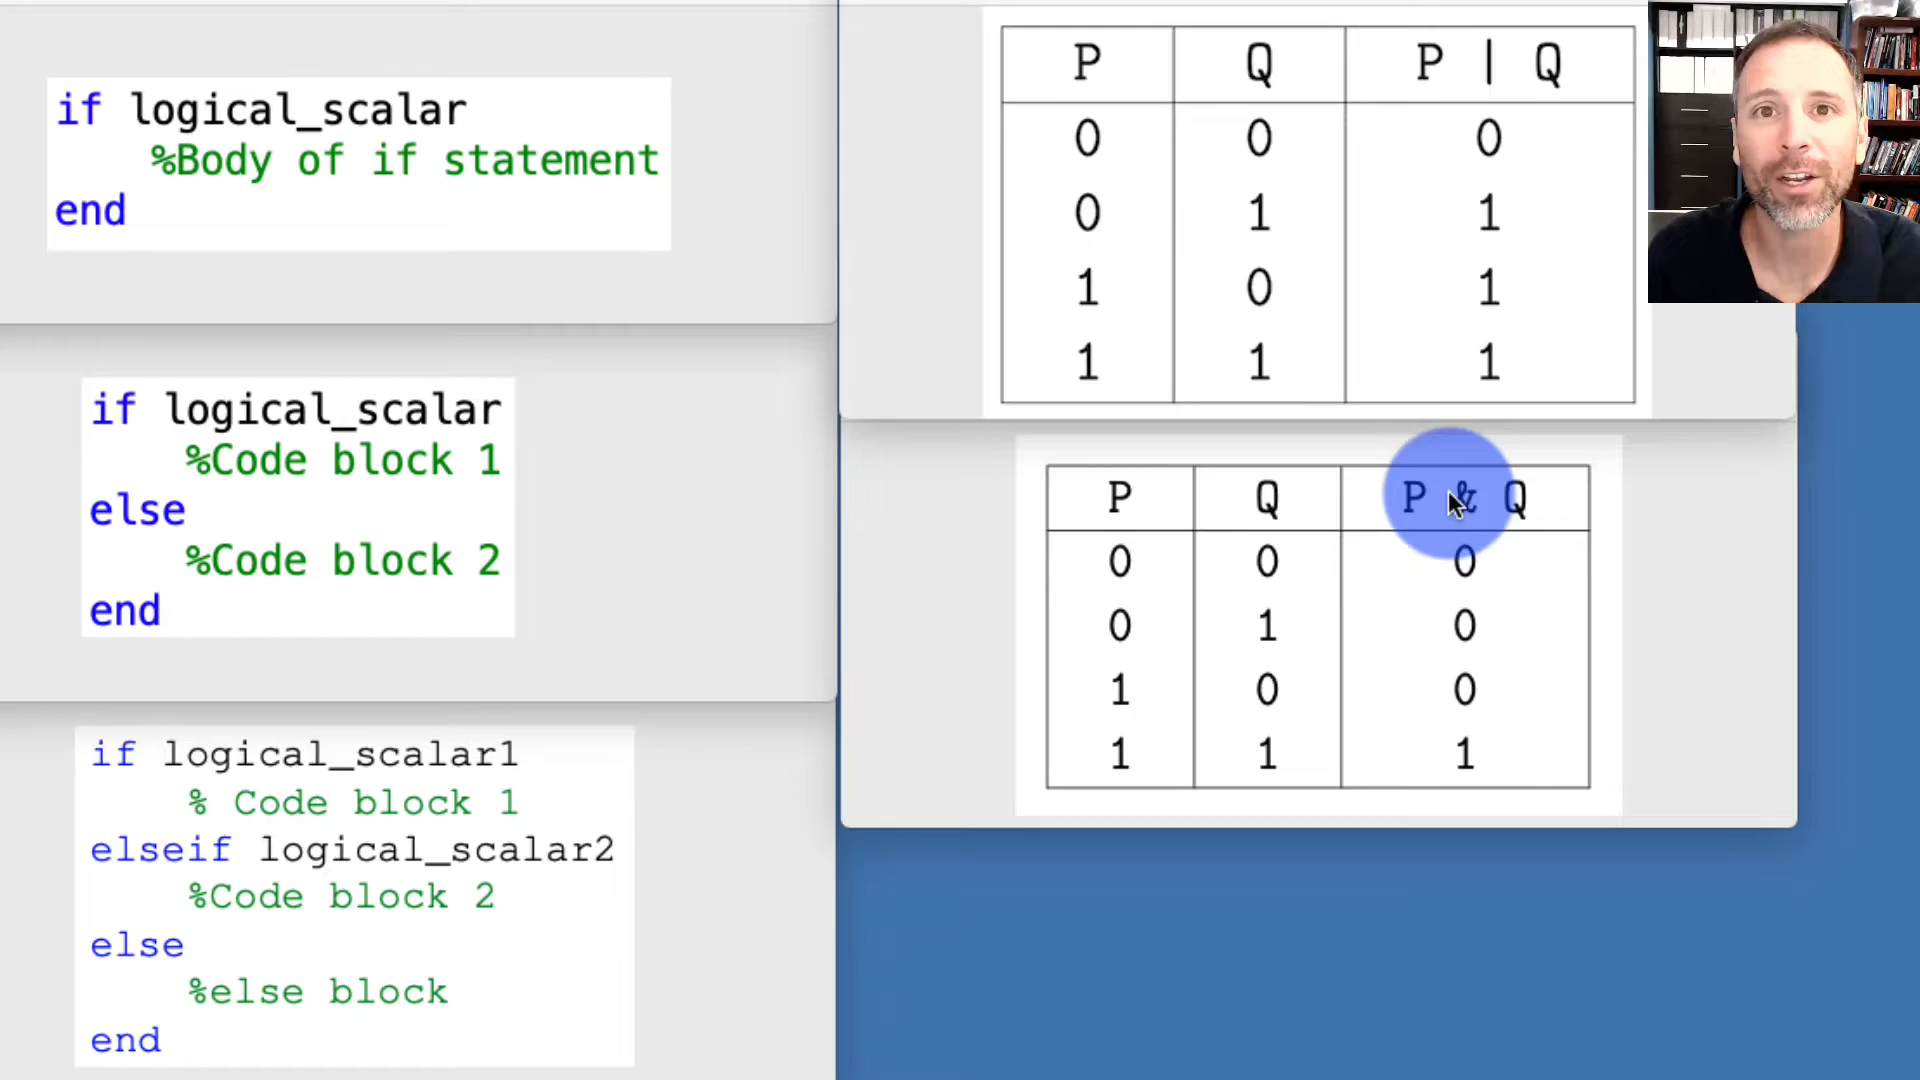 if logical_scalar
%Body of if statement
end
if logical_scalar
%Code block 1
else
%Code block 2
end
if logical_scalar1
% Code block 1
elseif logical_scalar2
%Code block 2
else
%else block
end
P Q P | Q
0 0 0
0 1 1
1 0 1
1 1 1
P Q P & Q
0 0 0
0 1 0
1 0 0
1 1 1